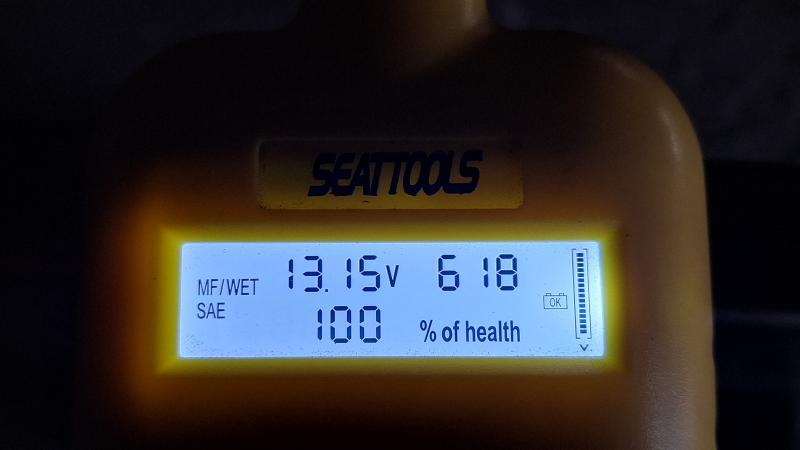 SEATTOOLS
MF/WET 13.15V 618
SAE 100 % of health
OK